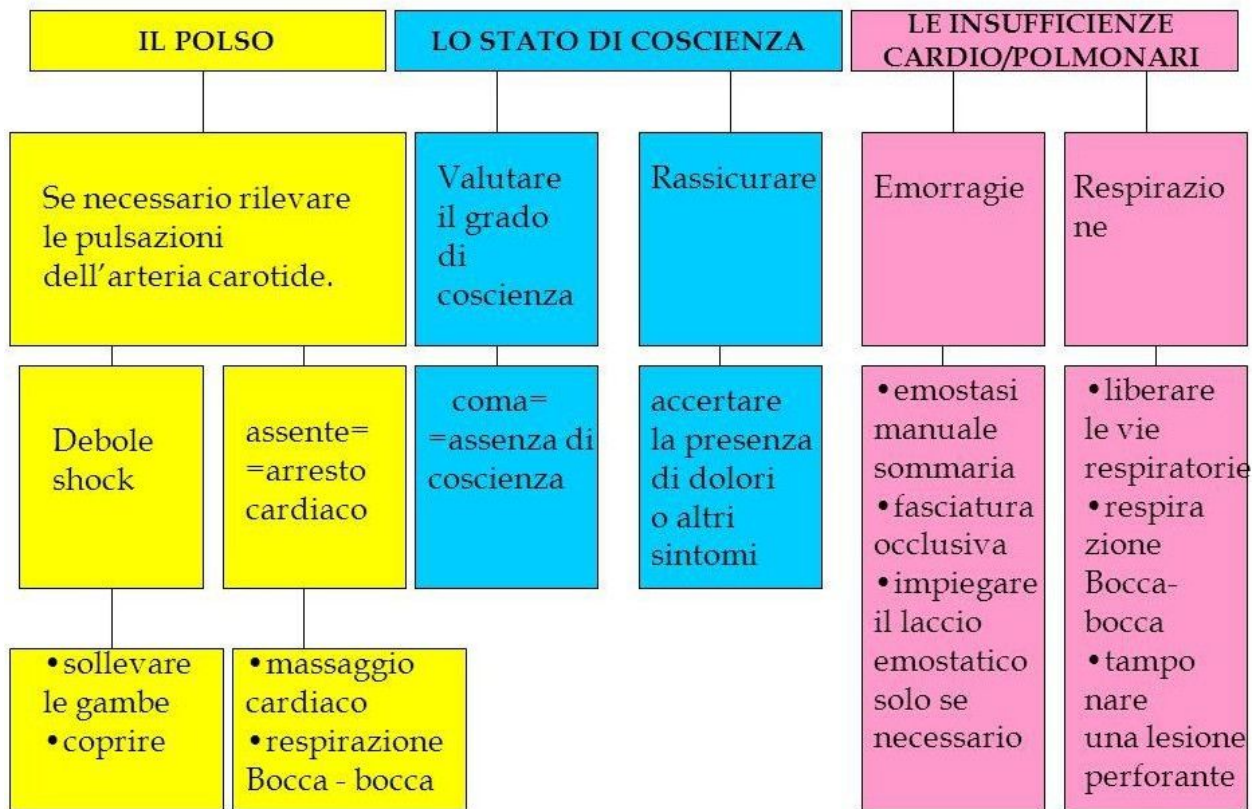 IL POLSO
Se necessario rilevare
le pulsazioni
dell'arteria carotide.
Debole
shock
•sollevare
le gambe
•coprire
assente=
=arresto
cardiaco
•massaggio
cardiaco
•respirazione
Bocca - bocca
LO STATO DI COSCIENZA
Valutare
il grado
di
coscienza
coma=
=assenza di
coscienza
Rassicurare
accertare
la presenza
di dolori
o altri
sintomi
LE INSUFFICIENZE
CARDIO/POLMONARI
Emorragie
•emostasi
manuale
sommaria
•fasciatura
occlusiva
•impiegare
il laccio
emostatico
solo se
necessario
Respirazio
ne
•liberare
le vie
respiratorie
•respira
zione
Bocca-
bocca
•tampo
nare
una lesione
perforante